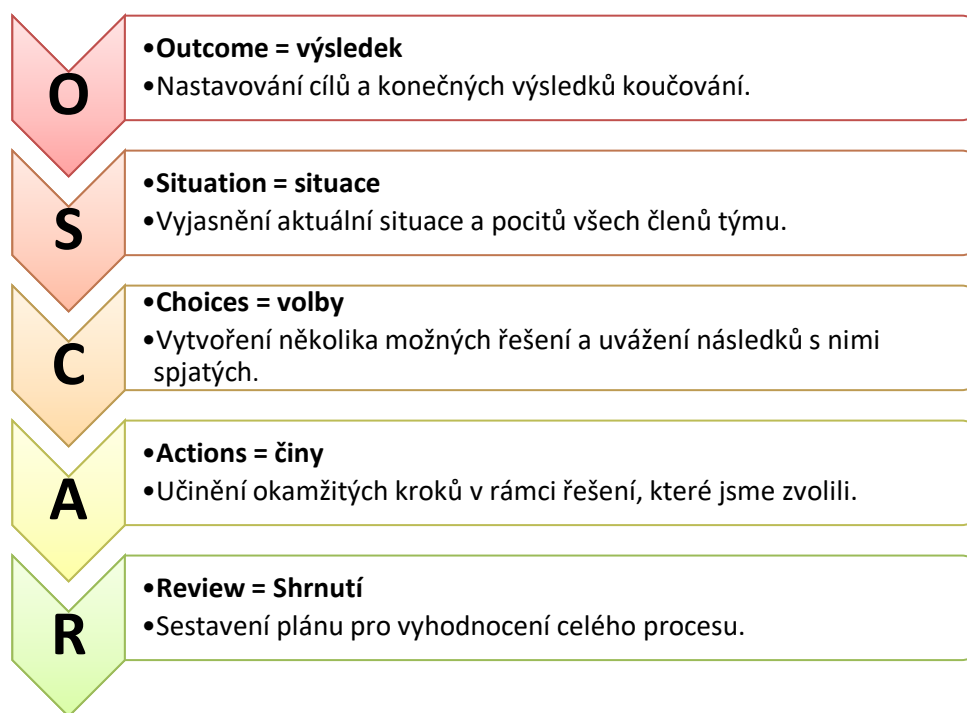 O
•Outcome = výsledek
•Nastavování cílů a konečných výsledků koučování.
S
•Situation = situace
•Vyjasnění aktuální situace a pocitů všech členů týmu.
C
•Choices = volby
•Vytvoření několika možných řešení a uvážení následků s nimi
spjatých.
A
•Actions = činy
•Učinění okamžitých kroků v rámci řešení, které jsme zvolili.
R
•Review = Shrnutí
•Sestavení plánu pro vyhodnocení celého procesu.